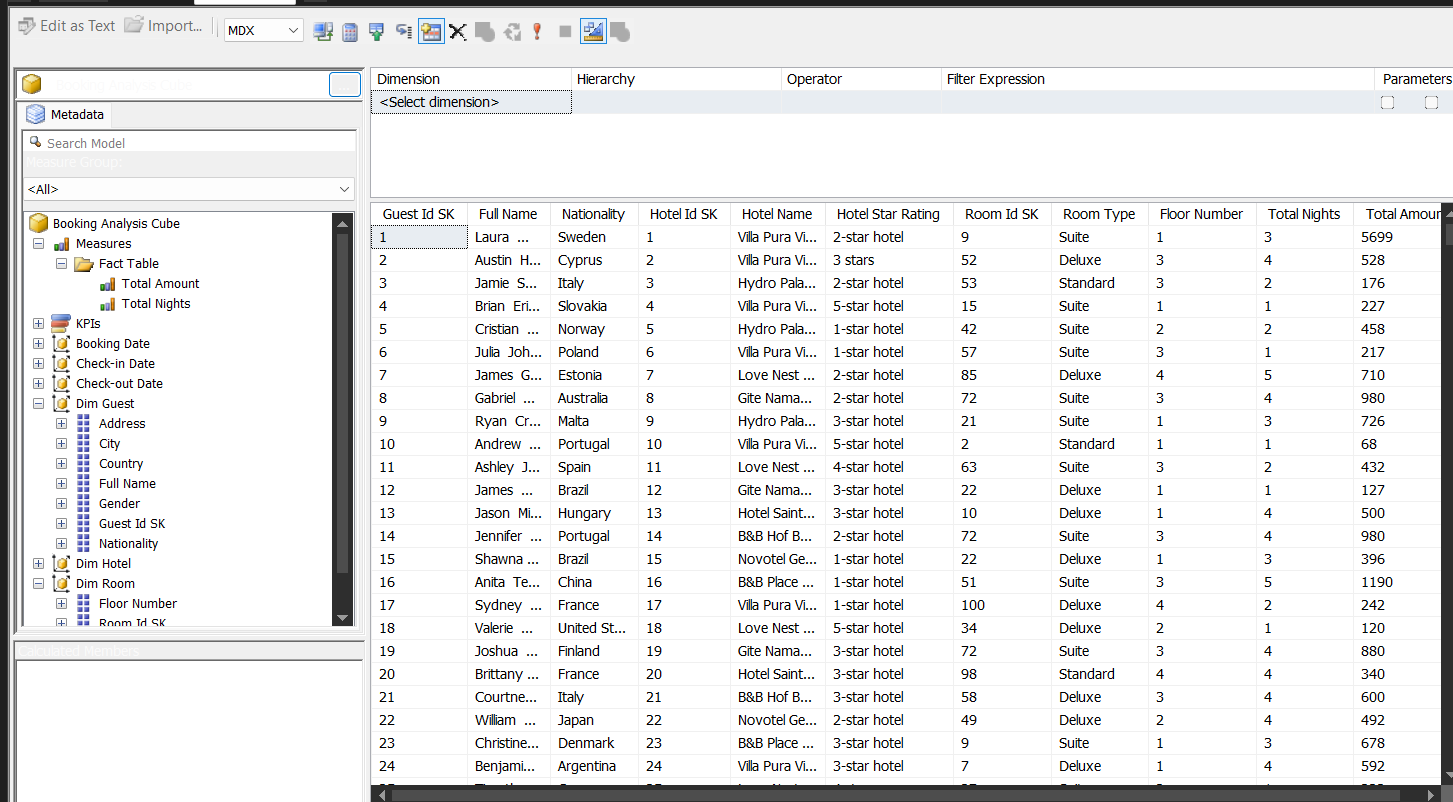 Edit as Text Import... MDX
Booking Analysis Cube
Metadata
Search Model
Measure Group:
<All>
Booking Analysis Cube
Measures
Fact Table
Total Amount
Total Nights
KPIs
Booking Date
Check-in Date
Check-out Date
Dim Guest
Address
City
Country
Full Name
Gender
Guest Id SK
Nationality
Dim Hotel
Dim Room
Floor Number
Room Id SK
Calculated Members
Dimension Hierarchy Operator Filter Expression Parameters
<Select dimension>
Guest Id SK Full Name Nationality Hotel Id SK Hotel Name Hotel Star Rating Room Id SK Room Type Floor Number Total Nights Total Amour
1 Laura ... Sweden 1 Villa Pura Vi... 2-star hotel 9 Suite 1 3 5699
2 Austin H... Cyprus 2 Villa Pura Vi... 3 stars 52 Deluxe 3 4 528
3 Jamie S... Italy 3 Hydro Pala... 2-star hotel 53 Standard 3 2 176
4 Brian Eri... Slovakia 4 Villa Pura Vi... 5-star hotel 15 Suite 1 1 227
5 Cristian ... Norway 5 Hydro Pala... 1-star hotel 42 Suite 2 2 458
6 Julia Joh... Poland 6 Villa Pura Vi... 1-star hotel 57 Suite 3 1 217
7 James G... Estonia 7 Love Nest ... 2-star hotel 85 Deluxe 4 5 710
8 Gabriel ... Australia 8 Gite Nama... 2-star hotel 72 Suite 3 4 980
9 Ryan Cr... Malta 9 Hydro Pala... 3-star hotel 21 Suite 1 3 726
10 Andrew ... Portugal 10 Villa Pura Vi... 5-star hotel 2 Standard 1 1 68
11 Ashley J... Spain 11 Love Nest ... 4-star hotel 63 Suite 3 2 432
12 James ... Brazil 12 Gite Nama... 3-star hotel 22 Deluxe 1 1 127
13 Jason Mi... Hungary 13 Hotel Saint... 3-star hotel 10 Deluxe 1 4 500
14 Jennifer ... Portugal 14 B&B Hof B... 2-star hotel 72 Suite 3 4 980
15 Shawna ... Brazil 15 Novotel Ge... 1-star hotel 22 Deluxe 1 3 396
16 Anita Te... China 16 B&B Place ... 1-star hotel 51 Suite 3 5 1190
17 Sydney ... France 17 Villa Pura Vi... 1-star hotel 100 Deluxe 4 2 242
18 Valerie ... United St... 18 Love Nest ... 5-star hotel 34 Deluxe 2 1 120
19 Joshua ... Finland 19 Gite Nama... 3-star hotel 72 Suite 3 4 880
20 Brittany ... France 20 Hotel Saint... 3-star hotel 98 Standard 4 4 340
21 Courtne... Italy 21 B&B Hof B... 3-star hotel 58 Deluxe 3 4 600
22 William ... Japan 22 Novotel Ge... 2-star hotel 49 Deluxe 2 4 492
23 Christine... Denmark 23 B&B Place ... 3-star hotel 9 Suite 1 3 678
24 Benjami... Argentina 24 Villa Pura Vi... 3-star hotel 7 Deluxe 1 4 592